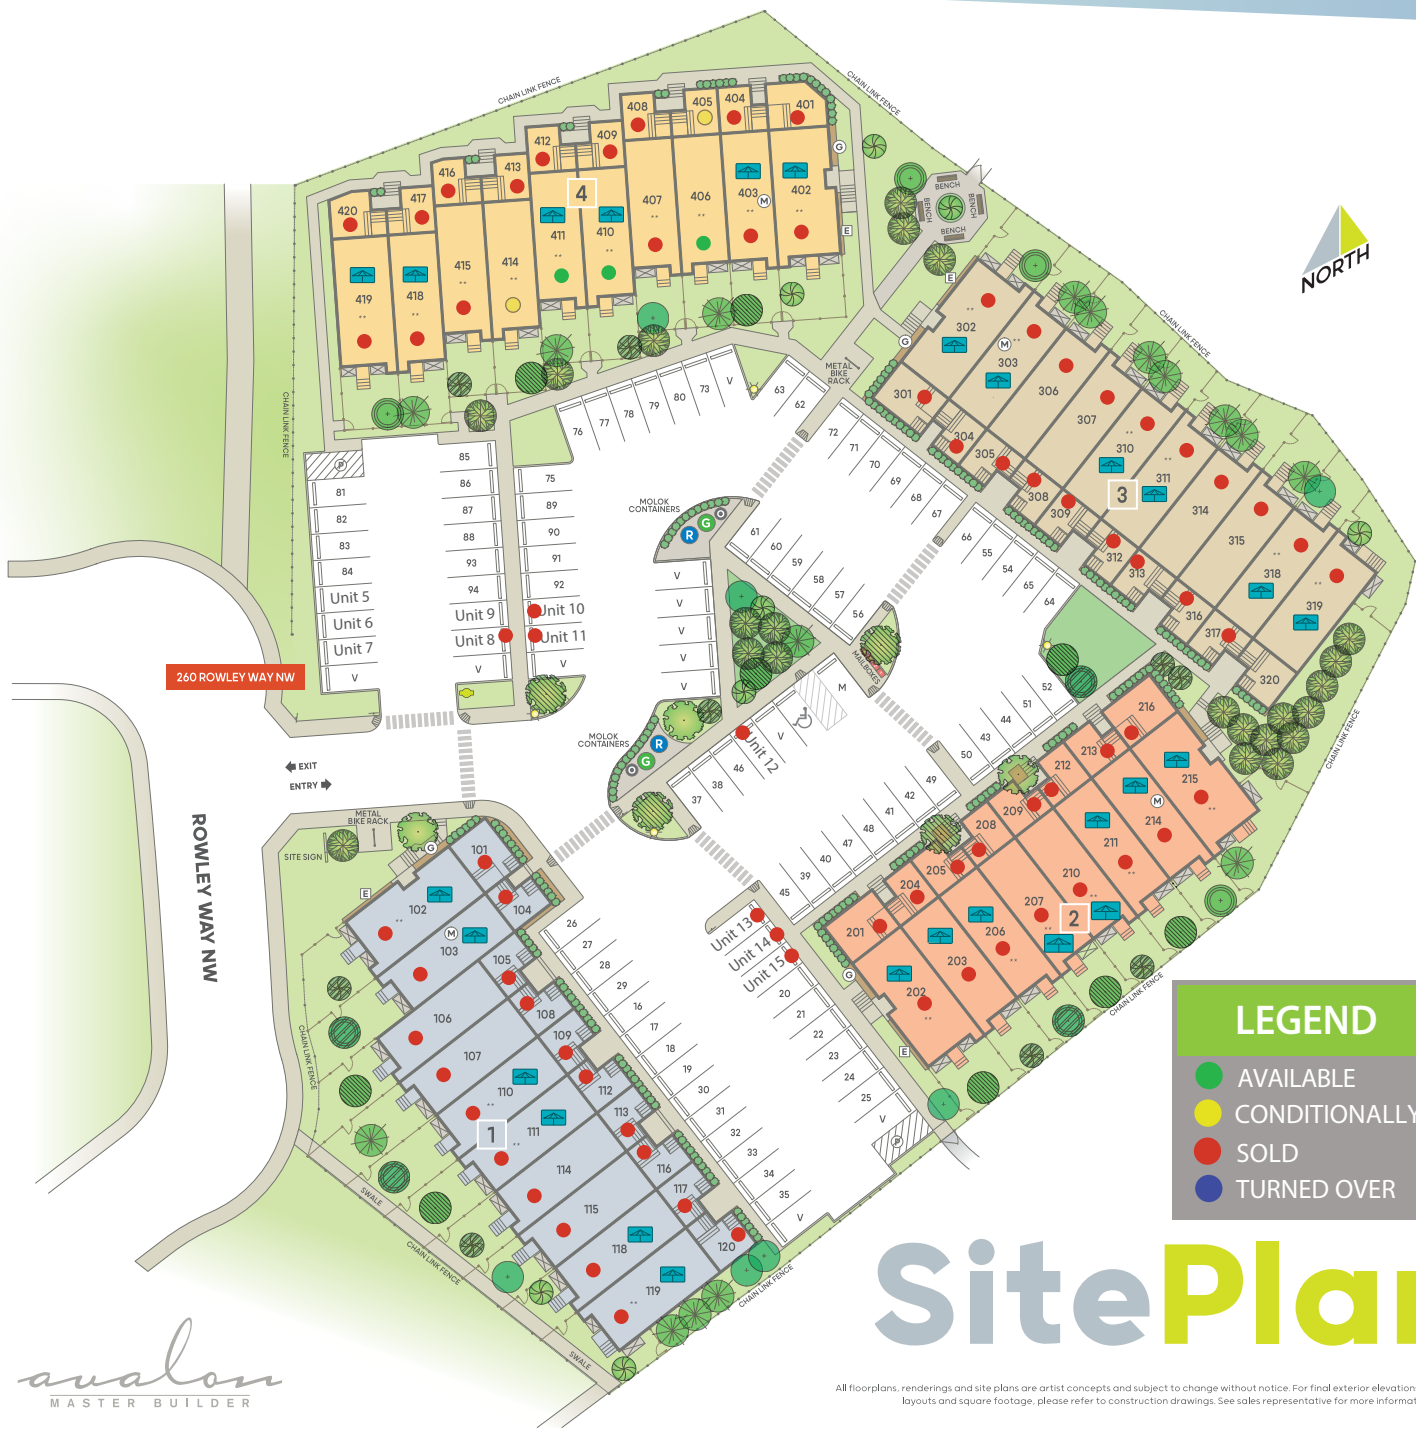 CHAIN LINK FENCE
CHAIN LINK FENCE
408
405
404
401
412
409
416
413
4
420
417
407
406
403
M
402
G
E
411
410
415
414
419
418
BENCH
BENCH
BENCH
BENCH
NORTH
E
G
302
M
303
306
307
310
311
3
314
315
318
319
301
304
305
308
309
312
313
316
317
320
CHAIN LINK FENCE
METAL
BIKE
RACK
CHAIN LINK FENCE
76
77
78
79
80
73
V
63
62
72
71
70
69
68
67
66
55
54
65
64
P
81
82
83
84
Unit 5
Unit 6
Unit 7
V
85
86
87
88
93
94
Unit 9
Unit 8
V
75
89
90
91
92
Unit 10
Unit 11
V
MOLOK
CONTAINERS
R
G
O
V
V
V
V
V
61
60
59
58
57
56
MAILBOXES
M
V
Unit 12
46
38
37
MOLOK
CONTAINERS
R
G
O
52
51
44
43
50
49
42
41
48
47
40
39
45
260 ROWLEY WAY NW
EXIT
ENTRY
ROWLEY WAY NW
METAL
BIKE RACK
SITE SIGN
G
E
101
102
104
M
103
105
106
108
107
109
110
112
1
111
113
114
116
115
117
118
120
119
26
27
28
29
16
17
18
19
30
31
32
33
34
35
V
Unit 13
Unit 14
Unit 15
20
21
22
23
24
25
V
P
216
213
215
212
M
214
209
211
208
210
205
207
2
204
206
201
203
202
G
E
CHAIN LINK FENCE
CHAIN LINK FENCE
CHAIN LINK FENCE
SWALE
CHAIN LINK FENCE
SWALE
CHAIN LINK FENCE
LEGEND
AVAILABLE
CONDITIONALLY
SOLD
TURNED OVER
SitePlan
avalon
MASTER BUILDER
All floorplans, renderings and site plans are artist concepts and subject to change without notice. For final exterior elevation
layouts and square footage, please refer to construction drawings. See sales representative for more informat